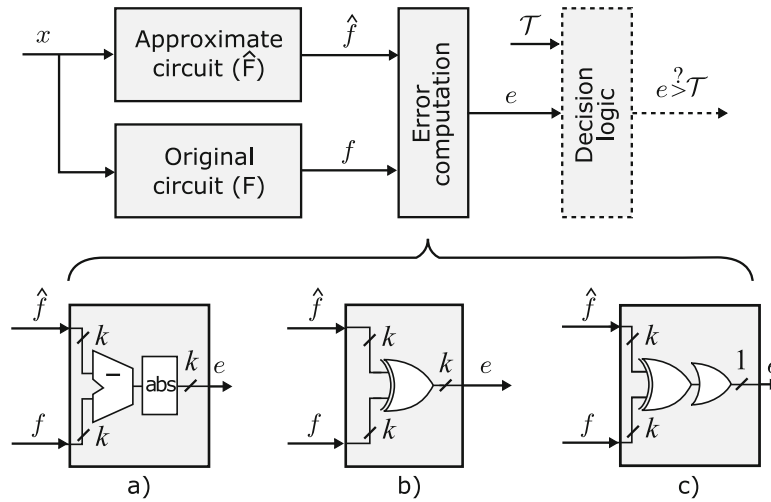 x
Approximate
circuit (F̂)
f̂
Original
circuit (F)
f
Error
computation
e
𝒯
Decision
logic
e >? 𝒯
f̂
k
−
abs
k
e
f
k
a)
f̂
k
k
e
f
k
b)
f̂
k
1
e
f
k
c)